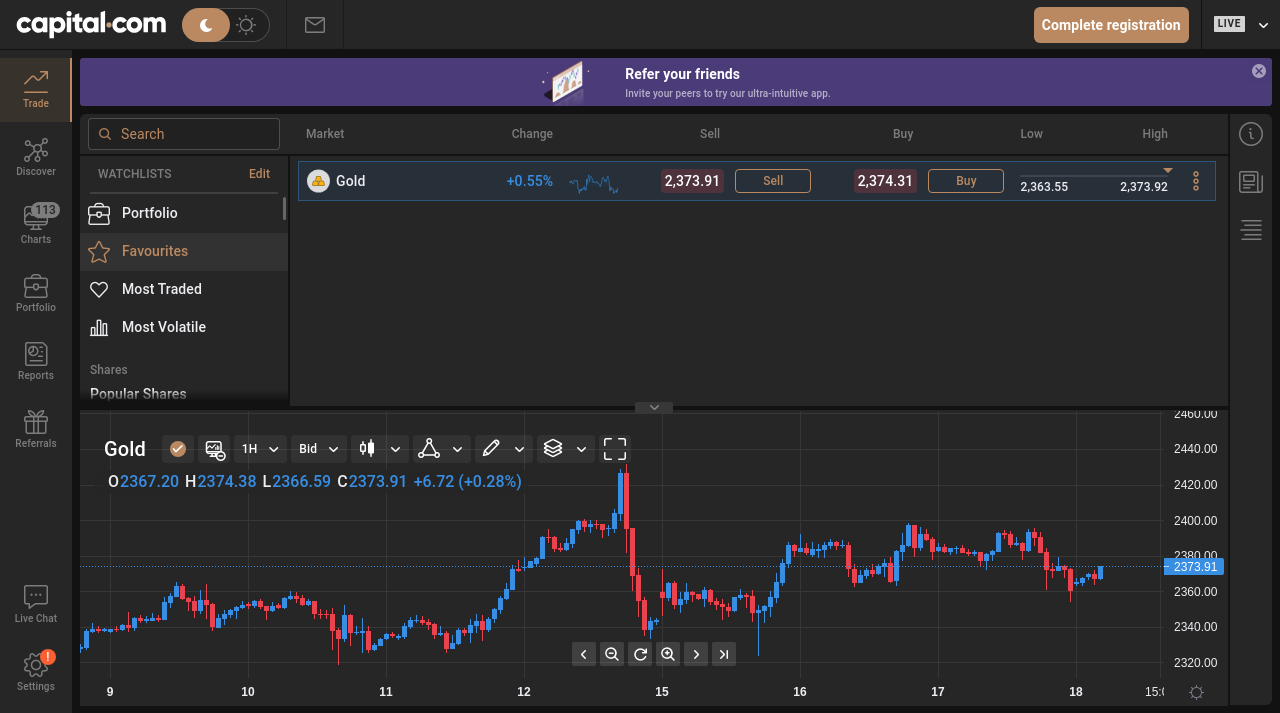 capital.com
Complete registration
LIVE
Trade
Discover
113
Charts
Portfolio
Reports
Referrals
Live Chat
!
Settings
Refer your friends
Invite your peers to try our ultra-intuitive app.
Search
Market Change Sell Buy Low High
WATCHLISTS Edit
Portfolio
Favourites
Most Traded
Most Volatile
Shares
Popular Shares
Gold +0.55% 2,373.91 Sell 2,374.31 Buy 2,363.55 2,373.92
Gold 1H Bid
O2367.20 H2374.38 L2366.59 C2373.91 +6.72 (+0.28%)
2460.00
2440.00
2420.00
2400.00
2380.00
2373.91
2360.00
2340.00
2320.00
9 10 11 12 15 16 17 18